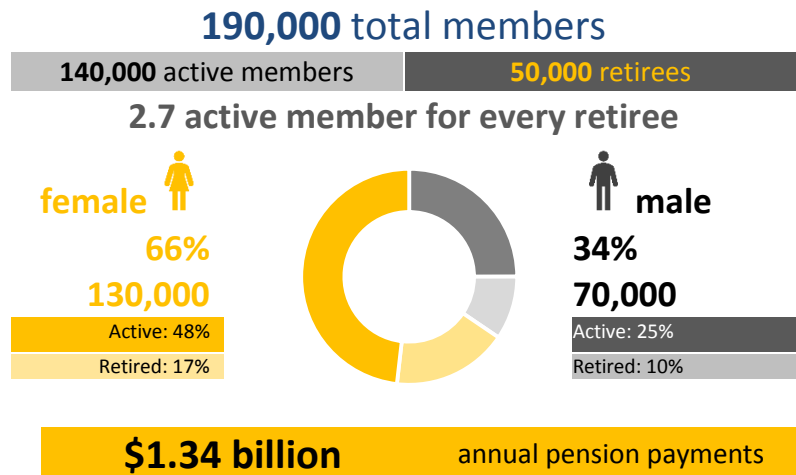 190,000 total members
140,000 active members
50,000 retirees
2.7 active member for every retiree
female
66%
130,000
Active: 48%
Retired: 17%
male
34%
70,000
Active: 25%
Retired: 10%
$1.34 billion annual pension payments